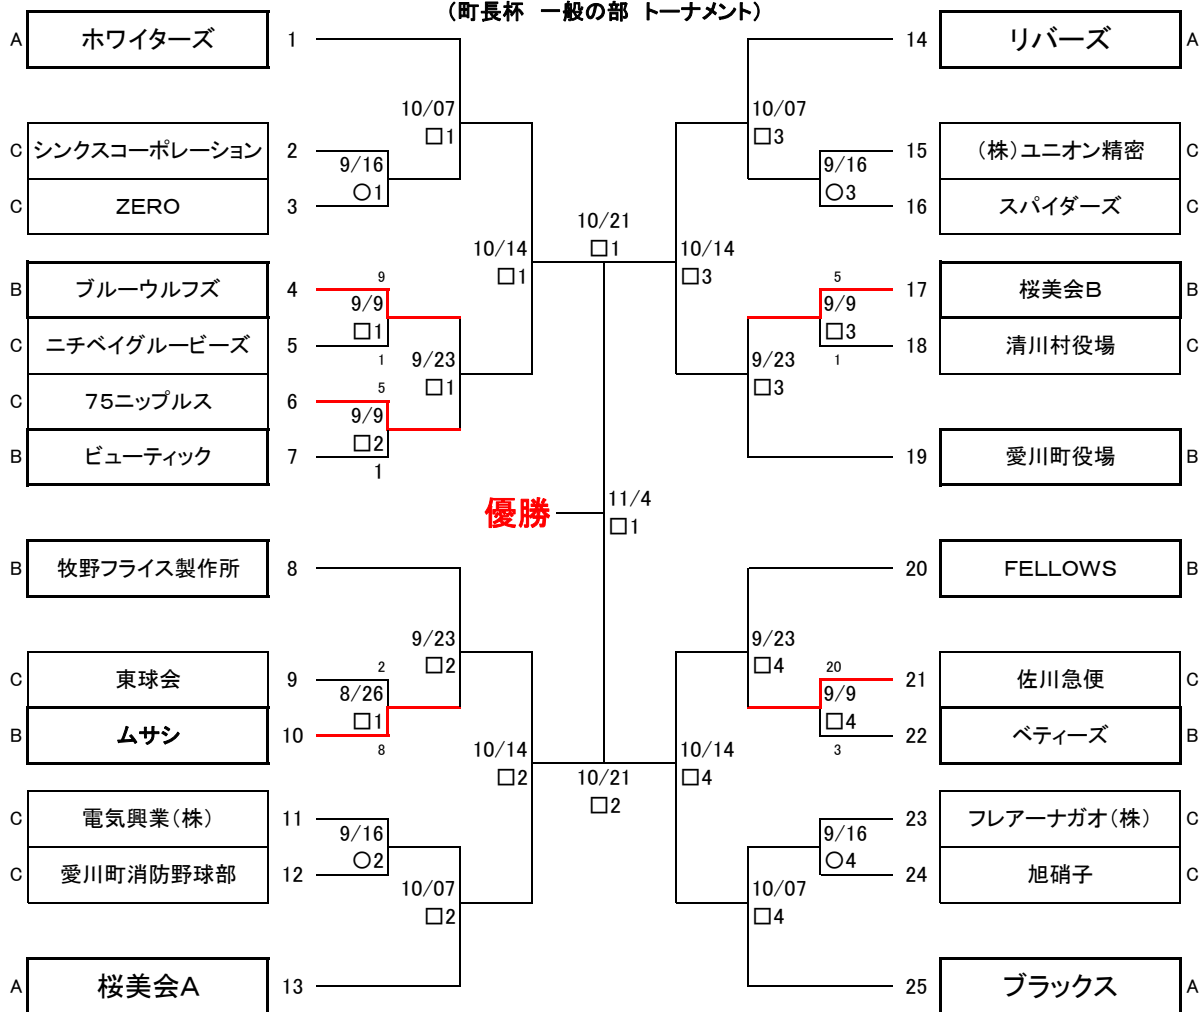 (町長杯　一般の部　トーナメント)
A ホワイターズ 1
14 リバーズ A
10/07
□1
10/07
□3
C シンクスコーポレーション 2
9/16
○1
C ZERO 3
15 (株)ユニオン精密 C
9/16
○3
16 スパイダーズ C
10/21
□1
10/14
□1
10/14
□3
B ブルーウルフズ 4
9
9/9
□1
C ニチベイグルービーズ 5
1
9/23
□1
C 75ニップルス 6
5
9/9
□2
B ビューティック 7
1
5
17 桜美会B B
9/9
□3
18 清川村役場 C
1
9/23
□3
19 愛川町役場 B
優勝
11/4
□1
B 牧野フライス製作所 8
20 FELLOWS B
9/23
□2
9/23
□4
C 東球会 9
2
8/26
□1
B ムサシ 10
8
20
21 佐川急便 C
9/9
□4
22 ベティーズ B
3
10/14
□2
10/21
□2
10/14
□4
C 電気興業(株) 11
9/16
○2
C 愛川町消防野球部 12
23 フレアーナガオ(株) C
9/16
○4
24 旭硝子 C
10/07
□2
10/07
□4
A 桜美会A 13
25 ブラックス A